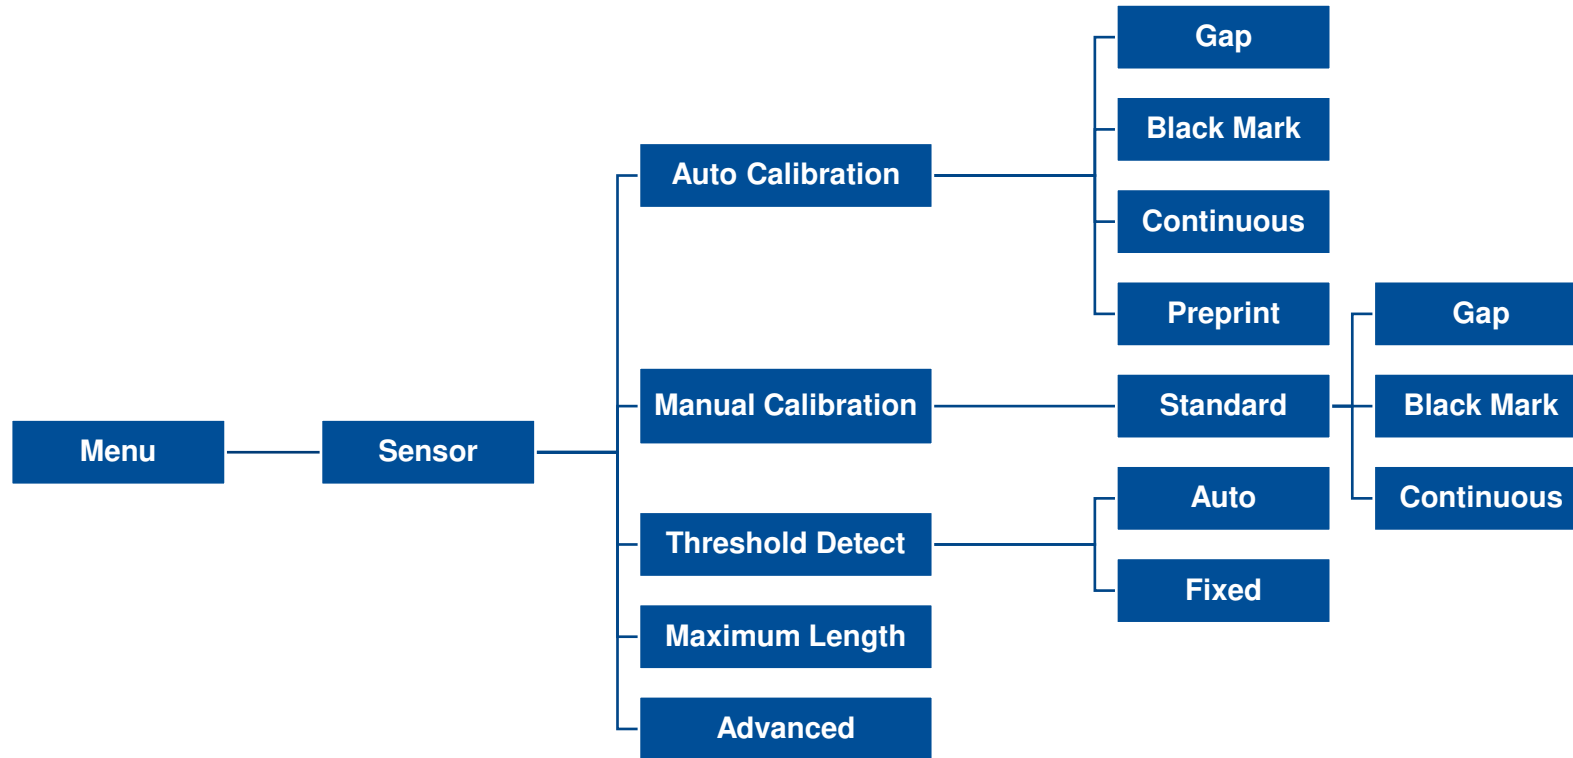 Gap
Black Mark
Auto Calibration
Continuous
Preprint
Gap
Manual Calibration
Standard
Black Mark
Menu
Sensor
Auto
Continuous
Threshold Detect
Fixed
Maximum Length
Advanced